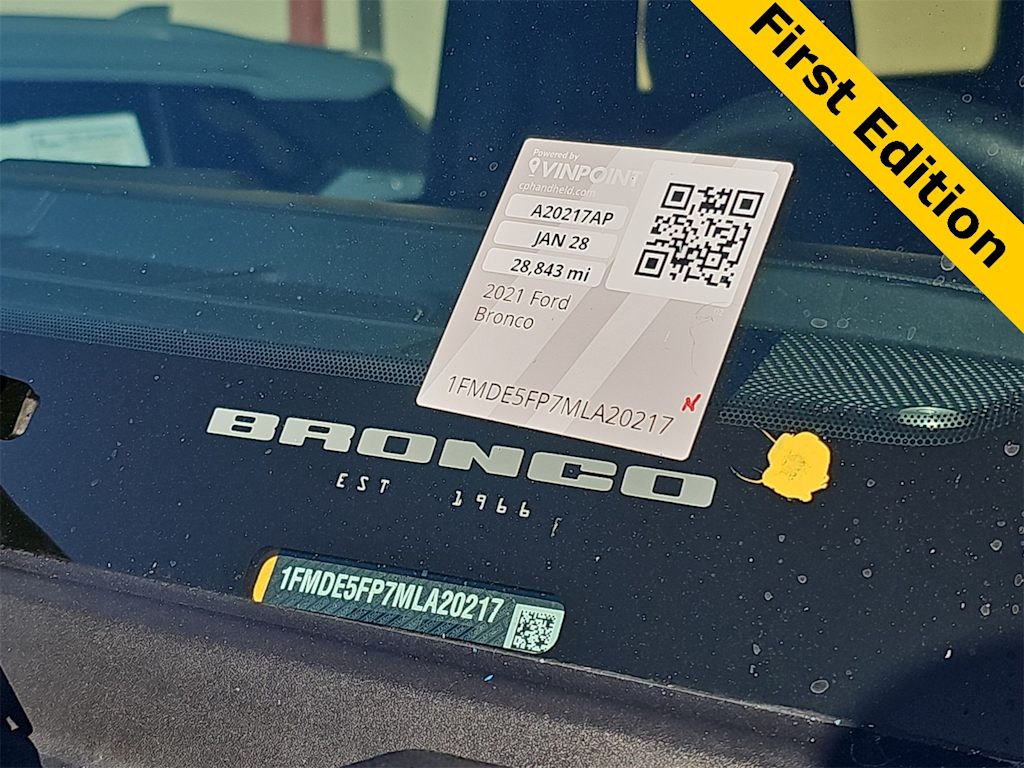 First Edition
Powered by
VINPOINT
cphandheld.com
A20217AP
JAN 28
28,843 mi
2021 Ford
Bronco
1FMDE5FP7MLA20217
N
BRONCO
EST 1966
1FMDE5FP7MLA20217